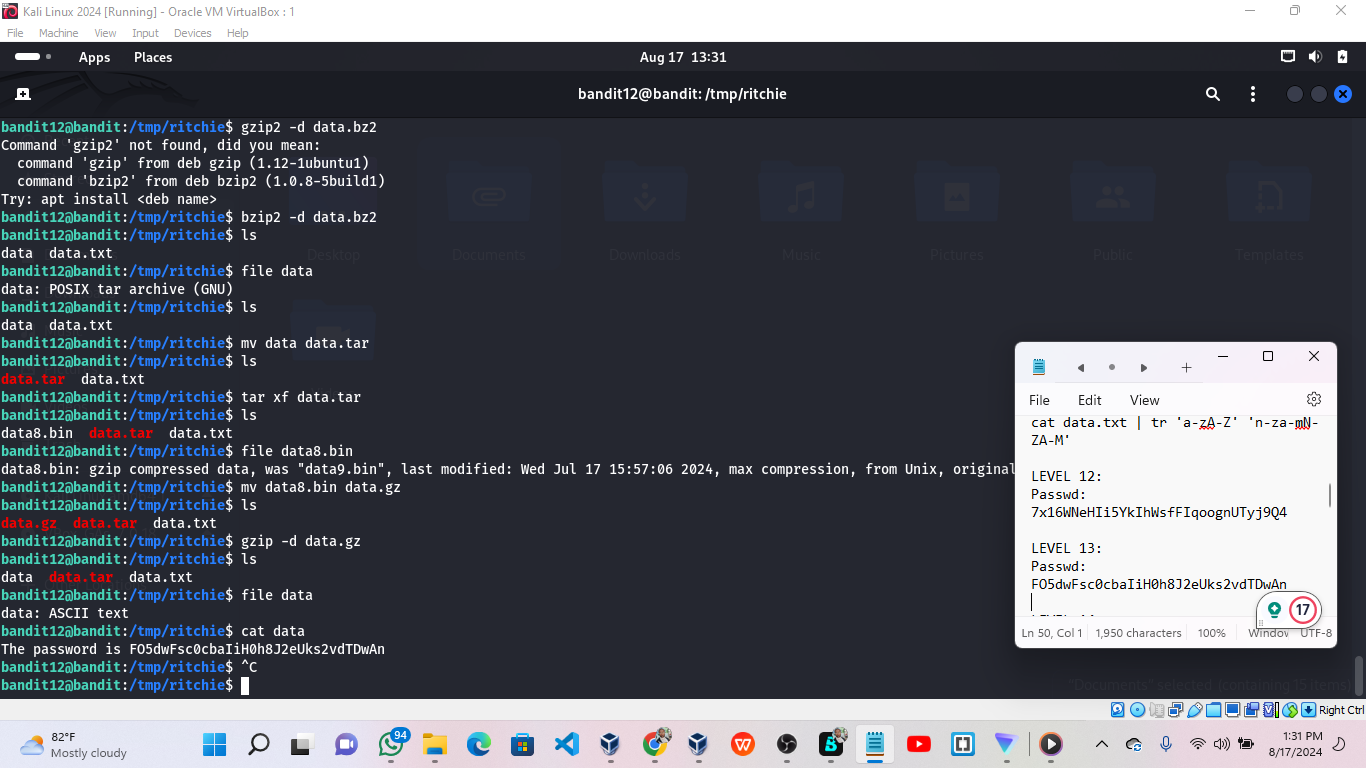 Kali Linux 2024 [Running] - Oracle VM VirtualBox : 1
File Machine View Input Devices Help
Apps Places Aug 17 13:31
bandit12@bandit: /tmp/ritchie
bandit12@bandit:/tmp/ritchie$ gzip2 -d data.bz2
Command 'gzip2' not found, did you mean:
  command 'gzip' from deb gzip (1.12-1ubuntu1)
  command 'bzip2' from deb bzip2 (1.0.8-5build1)
Try: apt install <deb name>
bandit12@bandit:/tmp/ritchie$ bzip2 -d data.bz2
bandit12@bandit:/tmp/ritchie$ ls
data  data.txt
bandit12@bandit:/tmp/ritchie$ file data
data: POSIX tar archive (GNU)
bandit12@bandit:/tmp/ritchie$ ls
data  data.txt
bandit12@bandit:/tmp/ritchie$ mv data data.tar
bandit12@bandit:/tmp/ritchie$ ls
data.tar  data.txt
bandit12@bandit:/tmp/ritchie$ tar xf data.tar
bandit12@bandit:/tmp/ritchie$ ls
data8.bin  data.tar  data.txt
bandit12@bandit:/tmp/ritchie$ file data8.bin
data8.bin: gzip compressed data, was "data9.bin", last modified: Wed Jul 17 15:57:06 2024, max compression, from Unix, original
bandit12@bandit:/tmp/ritchie$ mv data8.bin data.gz
bandit12@bandit:/tmp/ritchie$ ls
data.gz  data.tar  data.txt
bandit12@bandit:/tmp/ritchie$ gzip -d data.gz
bandit12@bandit:/tmp/ritchie$ ls
data  data.tar  data.txt
bandit12@bandit:/tmp/ritchie$ file data
data: ASCII text
bandit12@bandit:/tmp/ritchie$ cat data
The password is FO5dwFsc0cbaIiH0h8J2eUks2vdTDwAn
bandit12@bandit:/tmp/ritchie$ ^C
bandit12@bandit:/tmp/ritchie$
Desktop Documents Downloads Music Pictures Public Templates
"Documents" selected (containing 15 items)
File Edit View
cat data.txt | tr 'a-zA-Z' 'n-za-mN-
ZA-M'
LEVEL 12:
Passwd:
7x16WNeHIi5YkIhWsfFIqoognUTyj9Q4
LEVEL 13:
Passwd:
FO5dwFsc0cbaIiH0h8J2eUks2vdTDwAn
17
Ln 50, Col 1 1,950 characters 100% Window UTF-8
Right Ctrl
82°F
Mostly cloudy
94
1:31 PM
8/17/2024